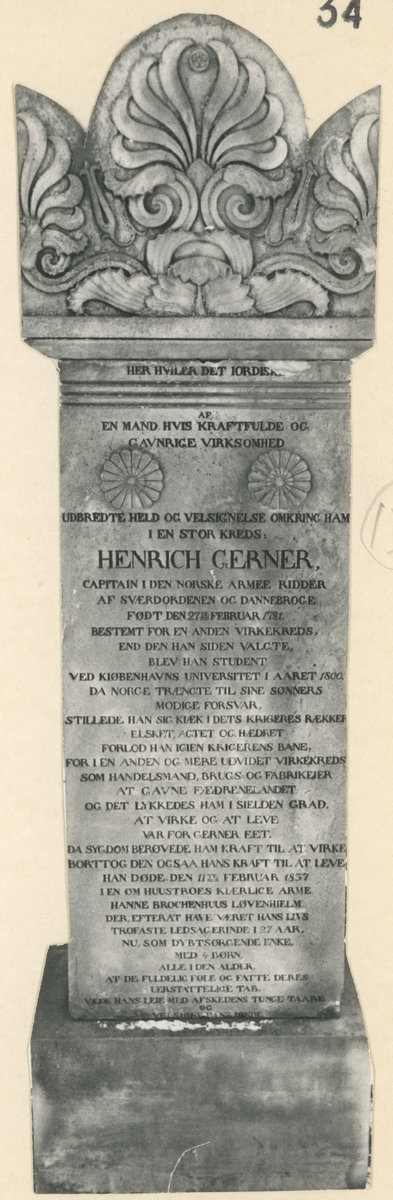 34
HER HVILER DET IORDISKE
AF
EN MAND HVIS KRAFTFULDE OG
GAVNRIGE VIRKSOMHED
UDBREDTE HELD OG VELSIGNELSE OMKRING HAM
I EN STOR KREDS;
HENRICH GERNER,
CAPITAIN I DEN NORSKE ARMEE RIDDER
AF SVÆRDORDENEN OG DANNEBROGE
FØDT DEN 27DE FEBRUAR 1781.
BESTEMT FOR EN ANDEN VIRKEKREDS,
END DEN HAN SIDEN VALGTE,
BLEV HAN STUDENT
VED KIØBENHAVNS UNIVERSITET I AARET 1800.
DA NORGE TRÆNGTE TIL SINE SØNNERS
MODIGE FORSVAR,
STILLEDE HAN SIG KIÆK I DETS KRIGERES RÆKKER
ELSKET, AGTET OG HÆDRET
FORLOD HAN IGIEN KRIGERENS BANE,
FOR I EN ANDEN OG MERE UDVIDET VIRKEKREDS
SOM HANDELSMAND, BRUGS- OG FABRIKEIER
AT GAVNE FÆDRENELANDET
OG DET LYKKEDES HAM I SIELDEN GRAD.
AT VIRKE OG AT LEVE
VAR FOR GERNER EET.
DA SYGDOM BERØVEDE HAM KRAFT TIL AT VIRKE
BORTTOG DEN OGSAA HANS KRAFT TIL AT LEVE,
HAN DØDE DEN 11TE FEBRUAR 1837
I EN ØM HUUSTROES KIÆRLIGE ARME
HANNE BROCHENHUUS LØVENHIELM
DER, EFTERAT HAVE VÆRET HANS LIVS
TROFASTE LEDSAGERINDE I 27 AAR,
NU, SOM DYBTSØRGENDE ENKE,
MED 4 BØRN,
ALLE I DEN ALDER,
AT DE FULDELIG FØLE OG FATTE DERES
UERSTATTELIGE TAB,
VÆDE HANS LEIE MED AFSKEDENS TUNGE TAARE
OG
VELSIGNE HANS MINDE